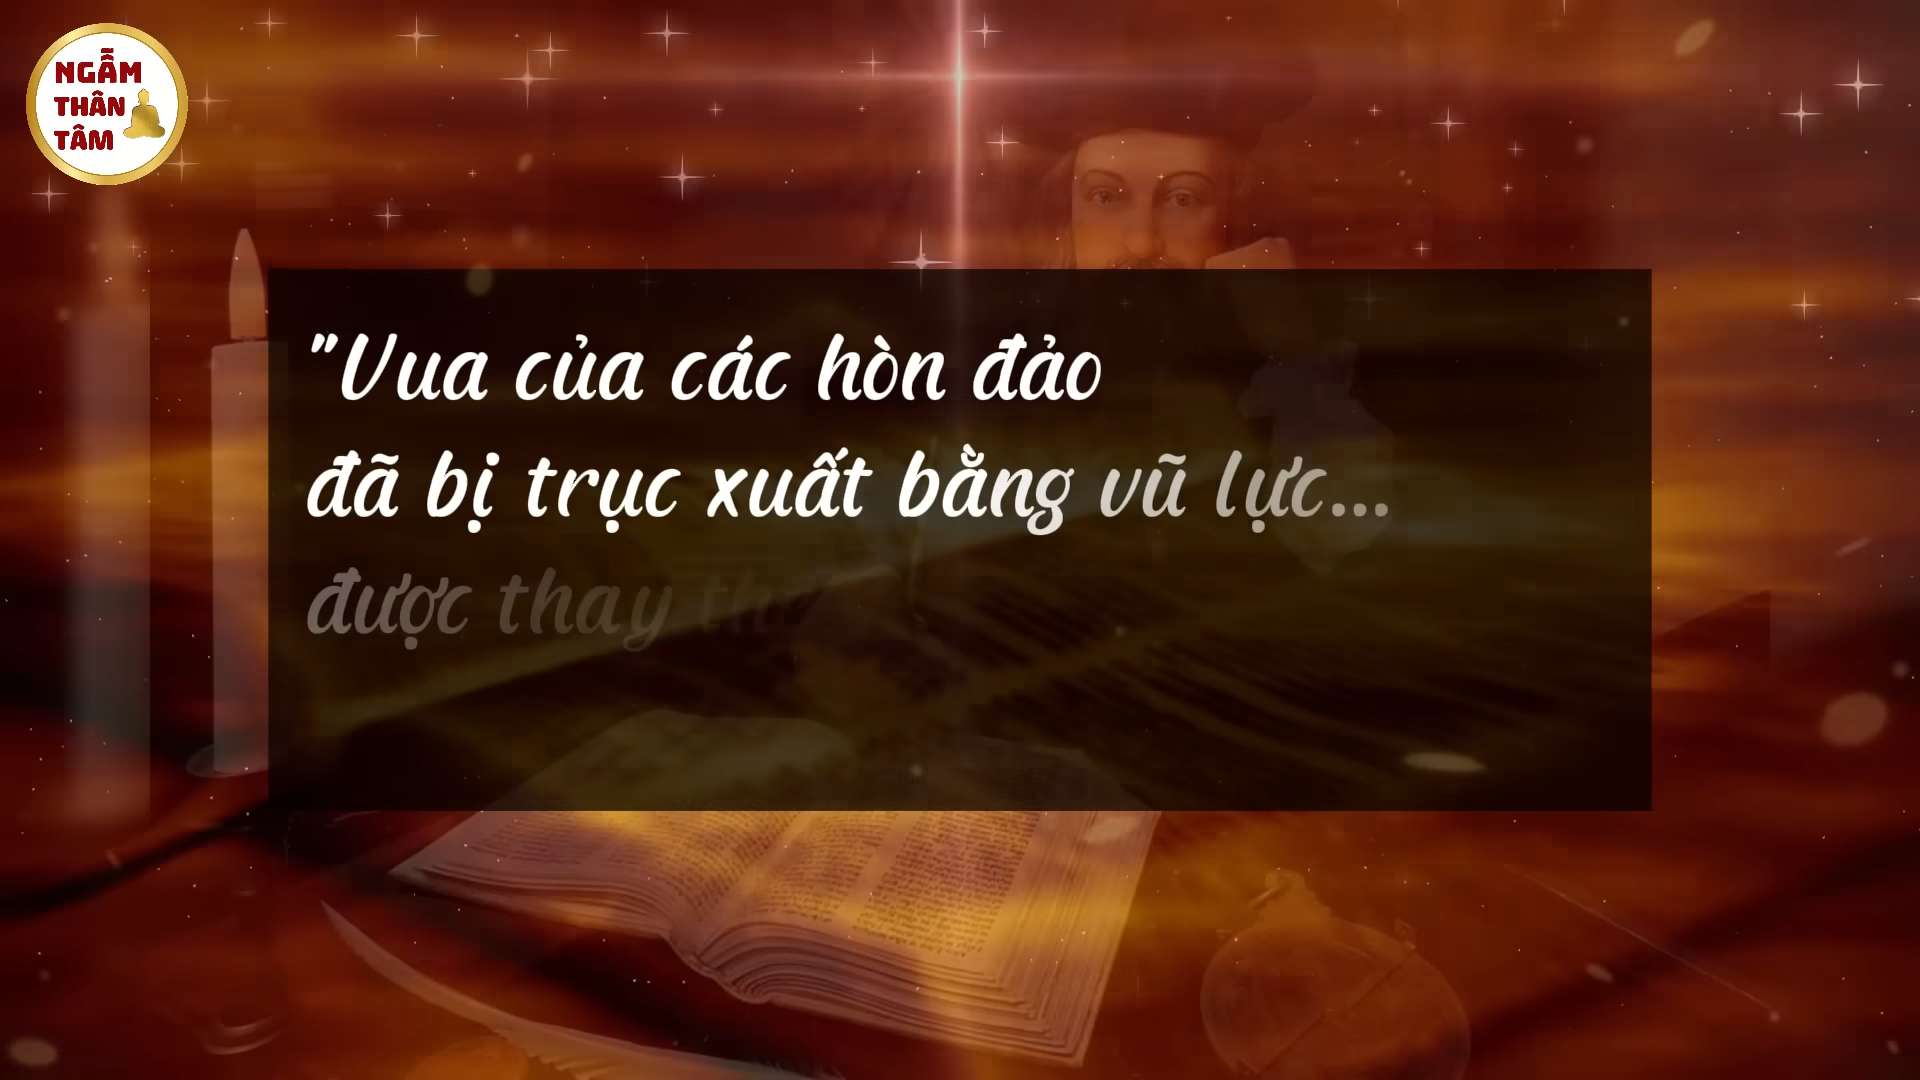 NGẪM
THÂN
TÂM
"Vua của các hòn đảo
đã bị trục xuất bằng vũ lực...
được thay